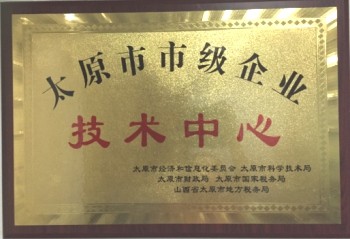 太原市市级企业
技术中心
太原市经济和信息化委员会 太原市科学技术局
太原市财政局 太原市国家税务局
山西省太原市地方税务局